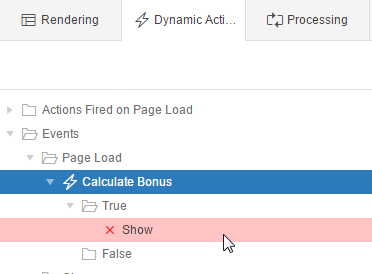 Rendering
Dynamic Acti...
Processing
Actions Fired on Page Load
Events
Page Load
Calculate Bonus
True
Show
False